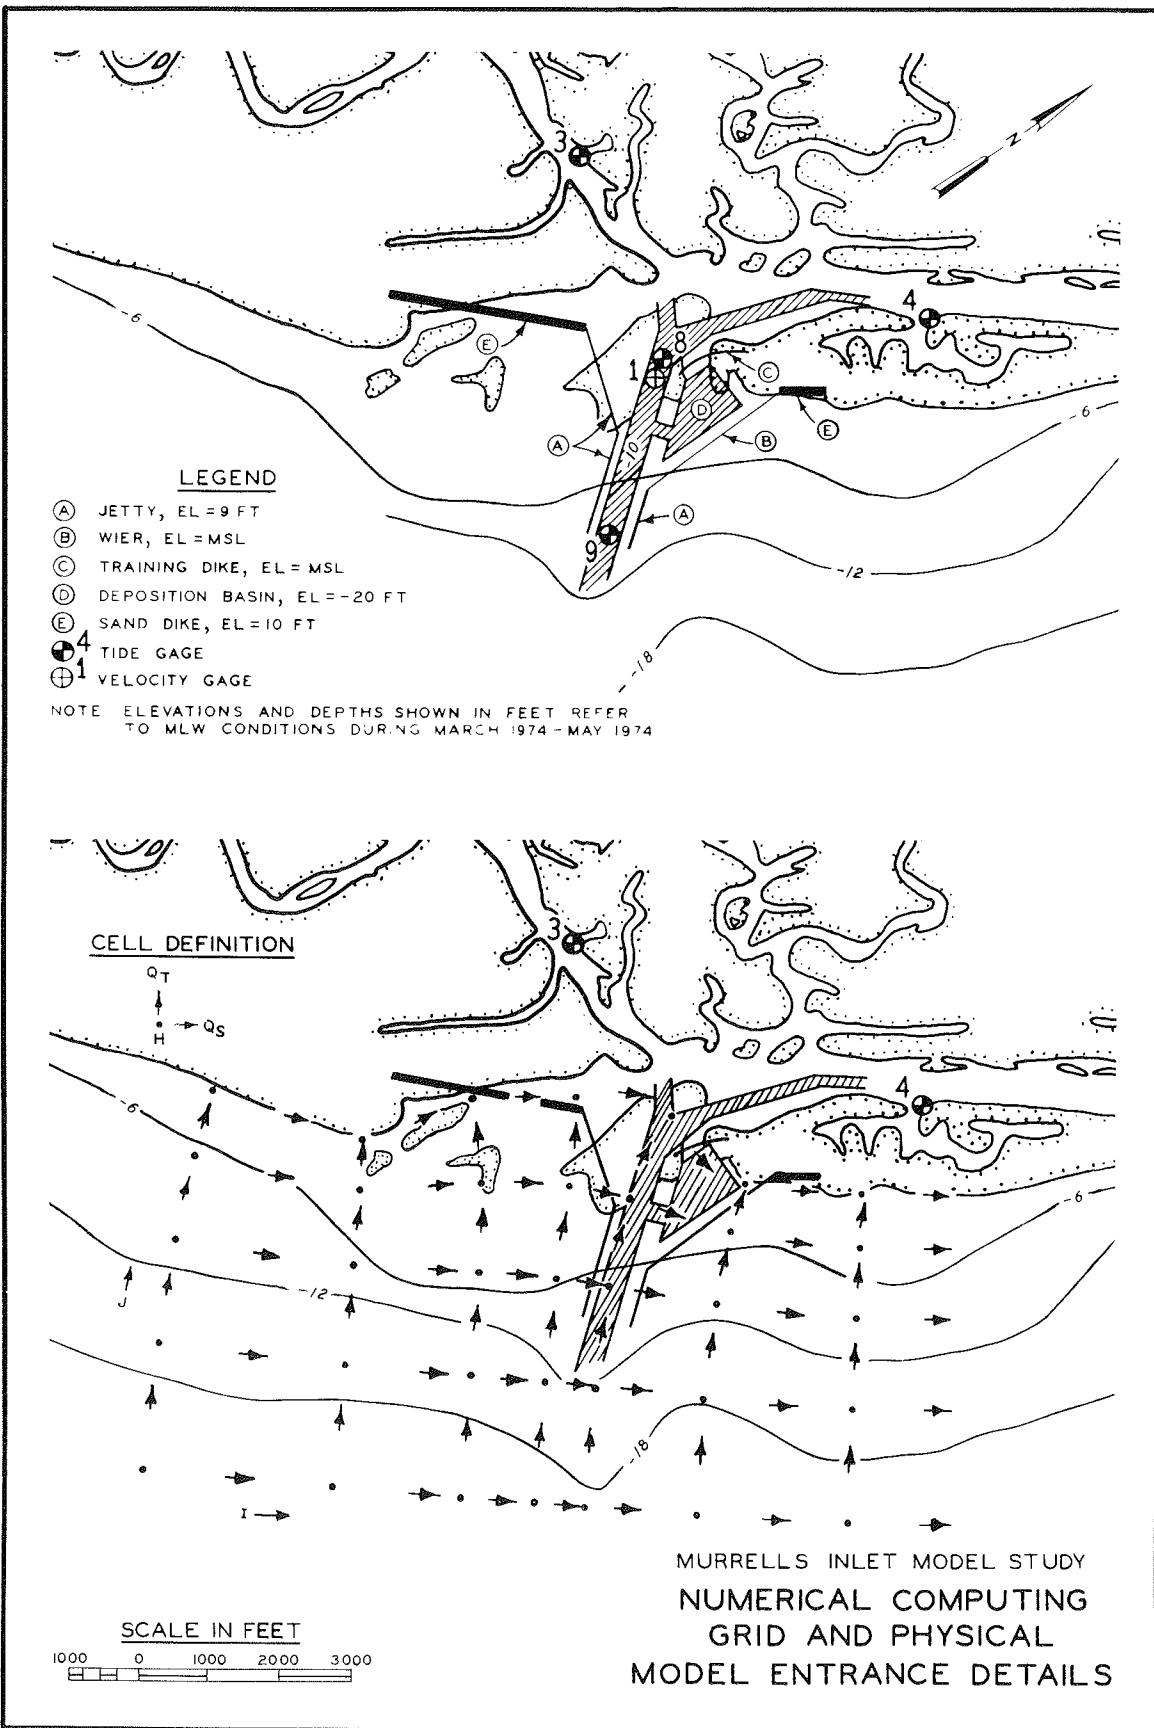 3
N
-6
4
E
8
1
C
D
E
B
-6
A
-10
LEGEND
A JETTY, EL = 9 FT
A
B WIER, EL = MSL
9
-12
C TRAINING DIKE, EL = MSL
D DEPOSITION BASIN, EL = -20 FT
E SAND DIKE, EL = 10 FT
4 TIDE GAGE
-18
1 VELOCITY GAGE
NOTE ELEVATIONS AND DEPTHS SHOWN IN FEET REFER
TO MLW CONDITIONS DURING MARCH 1974 - MAY 1974
3
CELL DEFINITION
QT
QS
H
-6
4
-6
J
-12
-18
I
MURRELLS INLET MODEL STUDY
NUMERICAL COMPUTING
GRID AND PHYSICAL
MODEL ENTRANCE DETAILS
SCALE IN FEET
1000 0 1000 2000 3000